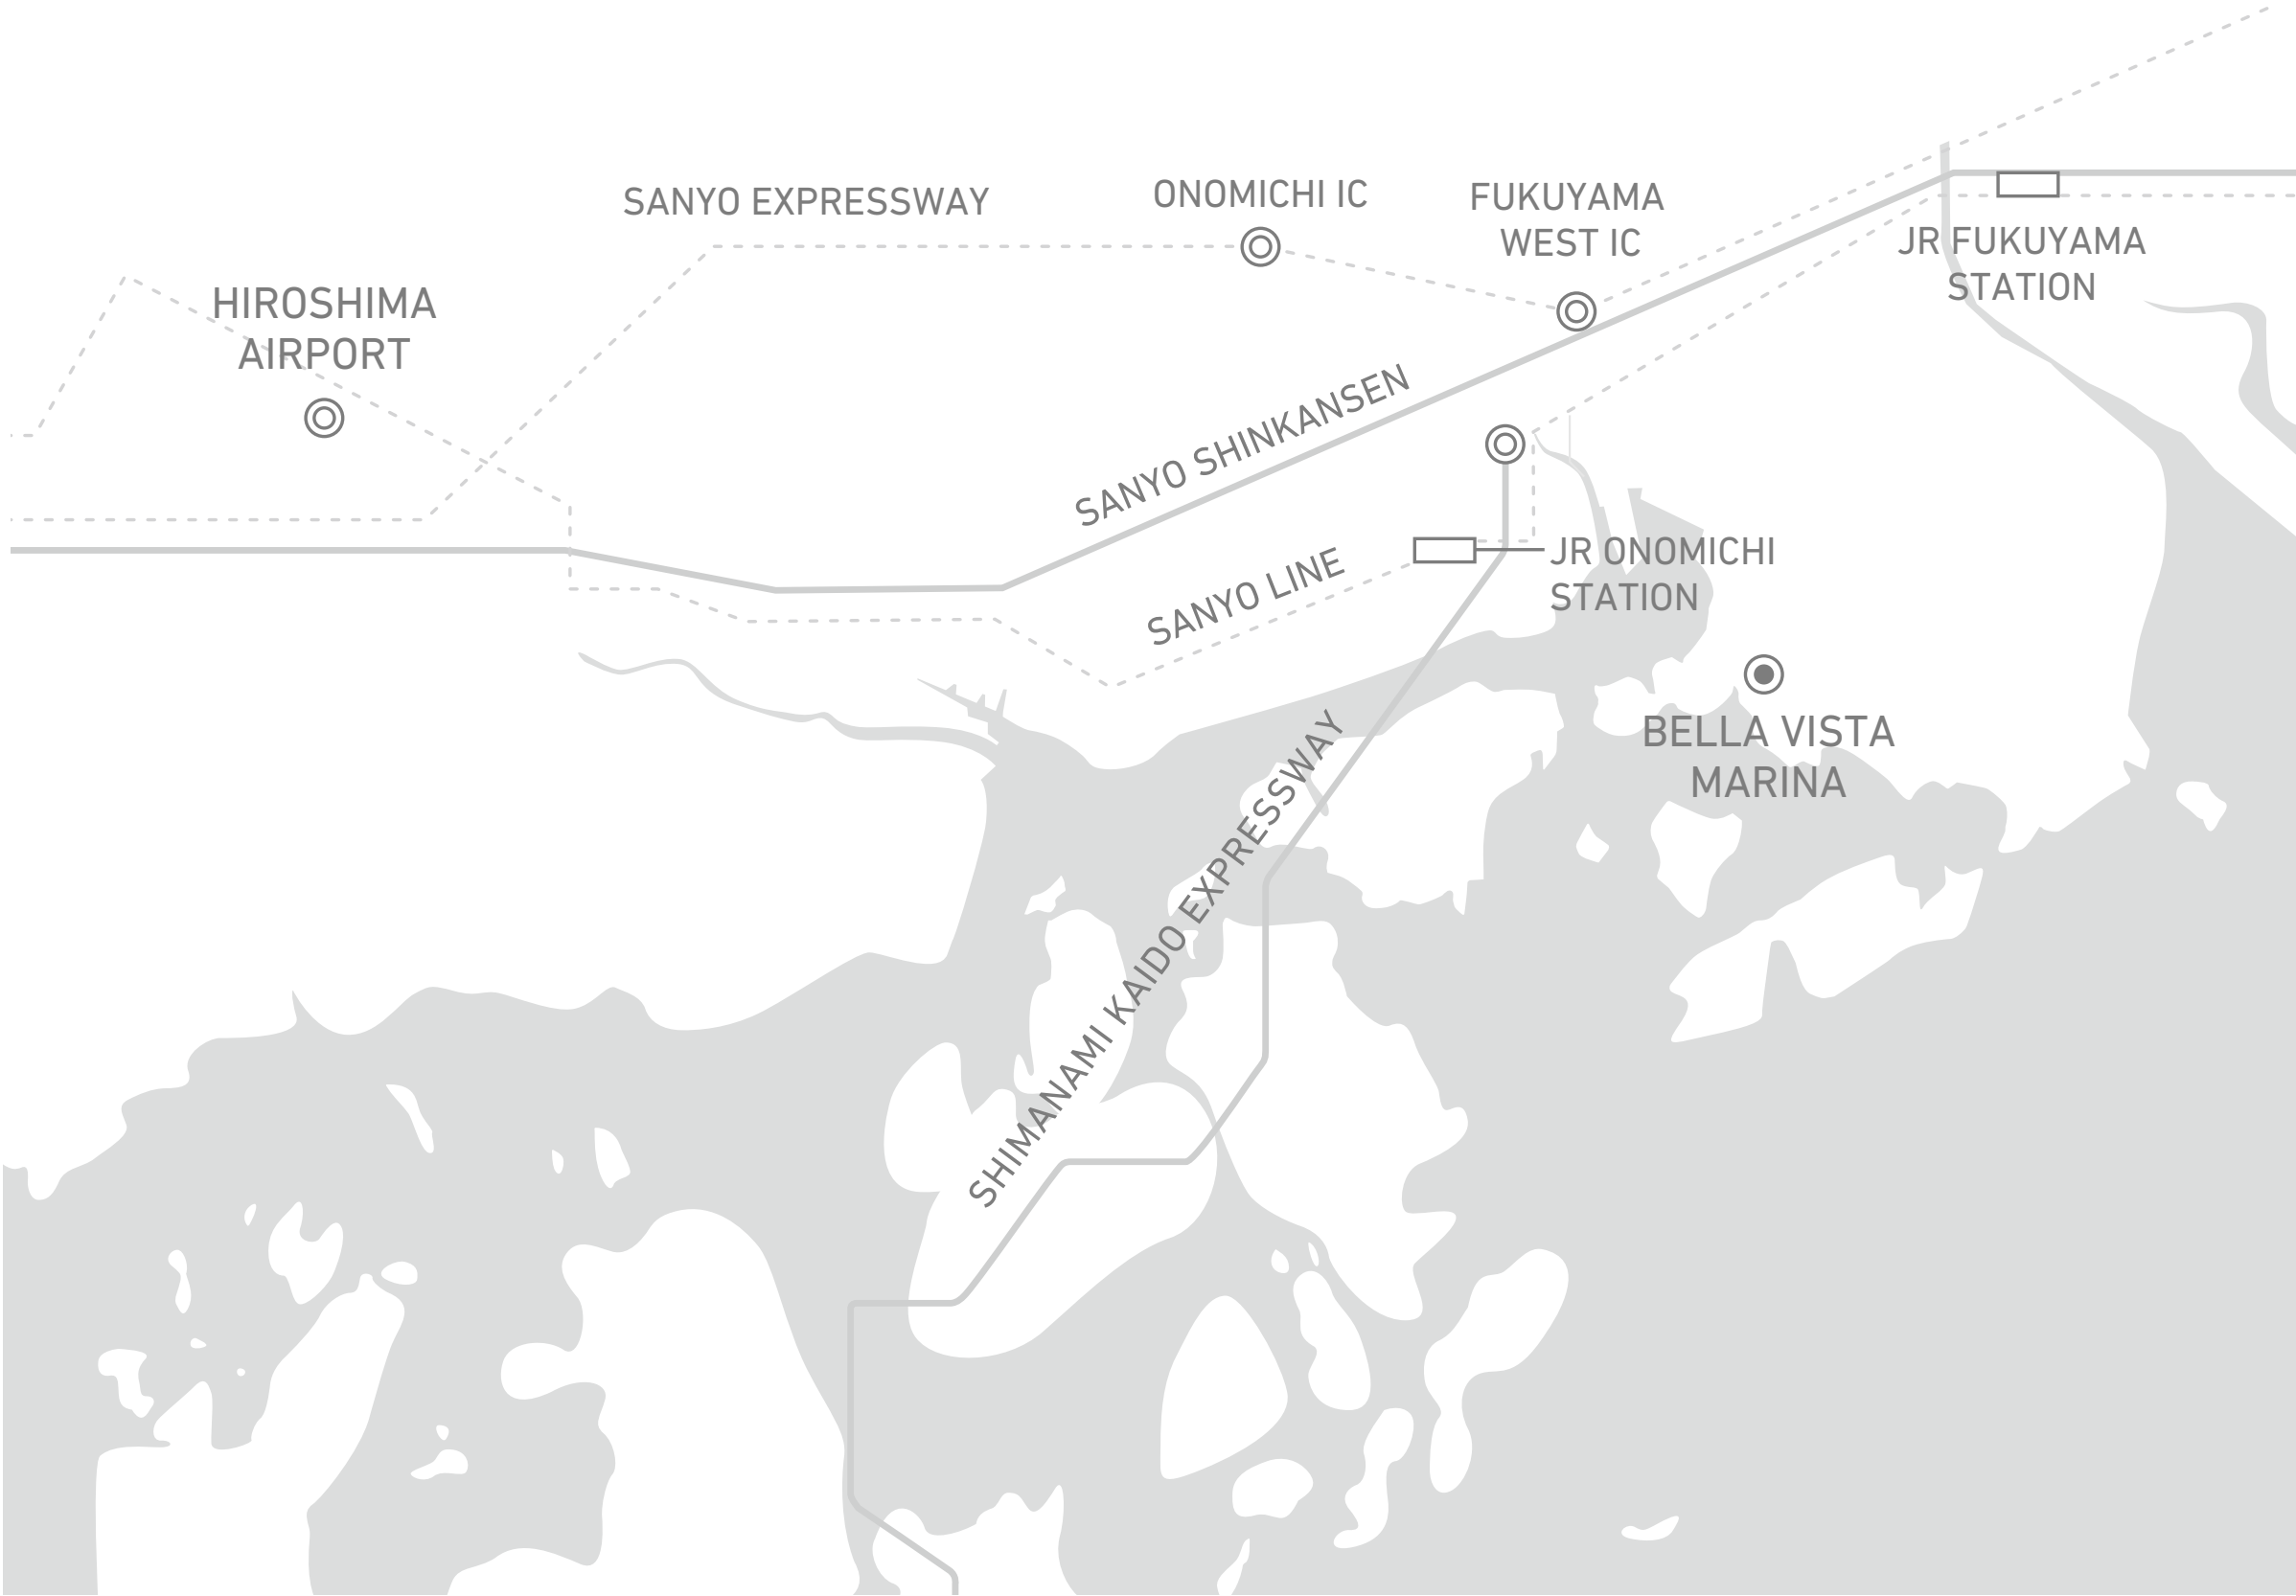 SANYO EXPRESSWAY
ONOMICHI IC
FUKUYAMA
WEST IC
JR FUKUYAMA
STATION
HIROSHIMA
AIRPORT
SANYO SHINKANSEN
SANYO LINE
JR ONOMICHI
STATION
BELLA VISTA
MARINA
SHIMANAMI KAIDO EXPRESSWAY